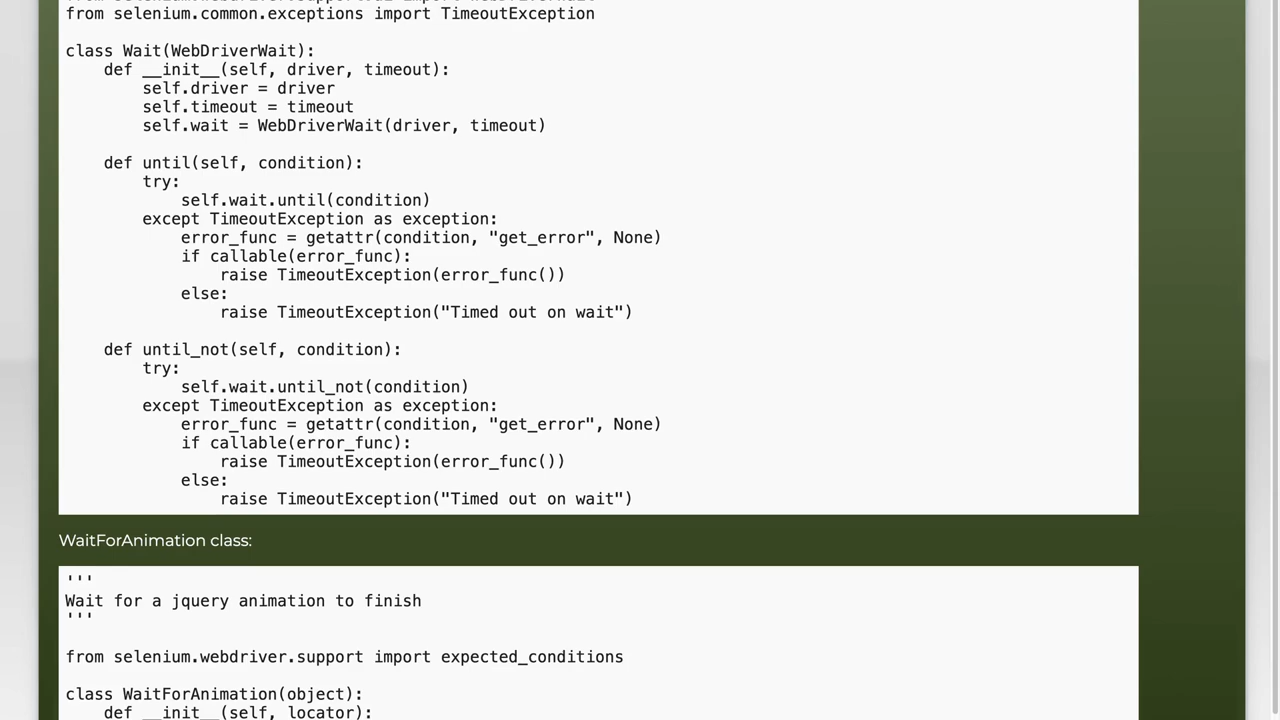 from selenium.common.exceptions import TimeoutException
class Wait(WebDriverWait):
    def __init__(self, driver, timeout):
        self.driver = driver
        self.timeout = timeout
        self.wait = WebDriverWait(driver, timeout)
    def until(self, condition):
        try:
            self.wait.until(condition)
        except TimeoutException as exception:
            error_func = getattr(condition, "get_error", None)
            if callable(error_func):
                raise TimeoutException(error_func())
            else:
                raise TimeoutException("Timed out on wait")
    def until_not(self, condition):
        try:
            self.wait.until_not(condition)
        except TimeoutException as exception:
            error_func = getattr(condition, "get_error", None)
            if callable(error_func):
                raise TimeoutException(error_func())
            else:
                raise TimeoutException("Timed out on wait")
WaitForAnimation class:
'''
Wait for a jquery animation to finish
'''
from selenium.webdriver.support import expected_conditions
class WaitForAnimation(object):
    def __init__(self, locator):